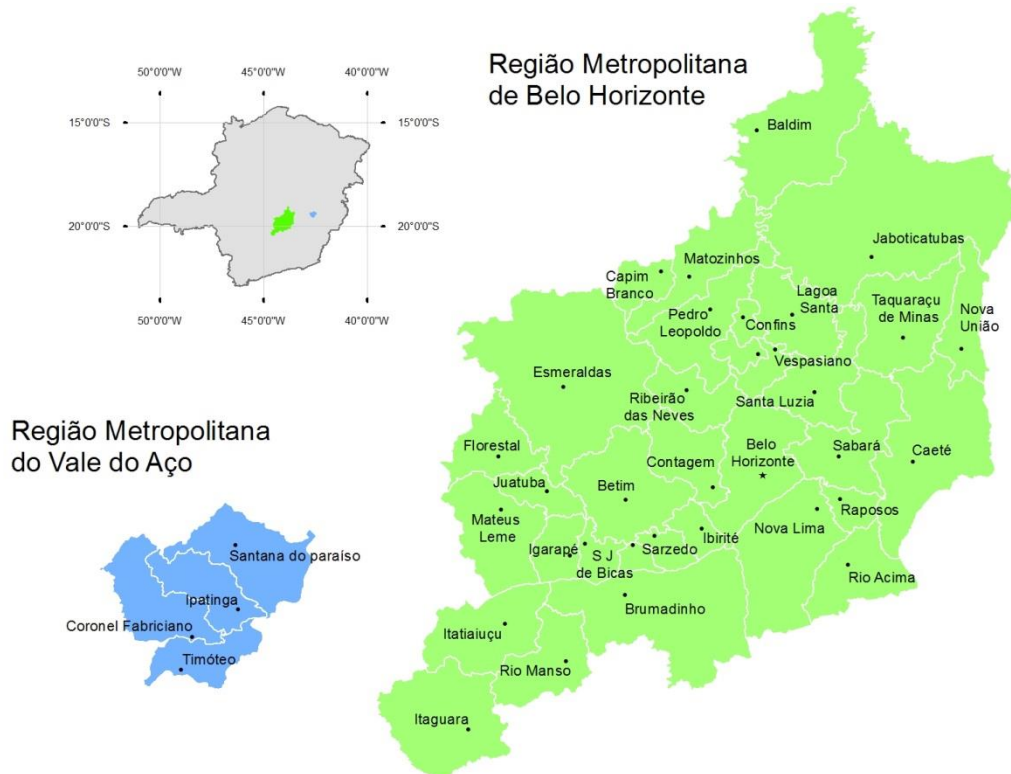 Região Metropolitana
de Belo Horizonte
50°0'0"W
45°0'0"W
40°0'0"W
15°0'0"S
15°0'0"S
20°0'0"S
20°0'0"S
50°0'0"W
45°0'0"W
40°0'0"W
Baldim
Jaboticatubas
Matozinhos
Capim
Branco
Lagoa
Santa
Taquaraçu
de Minas
Nova
União
Pedro
Leopoldo
Confins
Vespasiano
Esmeraldas
Ribeirão
das Neves
Santa Luzia
Florestal
Contagem
Belo
Horizonte
Sabará
Caeté
Juatuba
Betim
Mateus
Leme
Raposos
Nova Lima
Igarapé
S J
de Bicas
Sarzedo
Ibirité
Rio Acima
Brumadinho
Itatiaiuçu
Rio Manso
Itaguara
Região Metropolitana
do Vale do Aço
Santana do paraíso
Ipatinga
Coronel Fabriciano
Timóteo